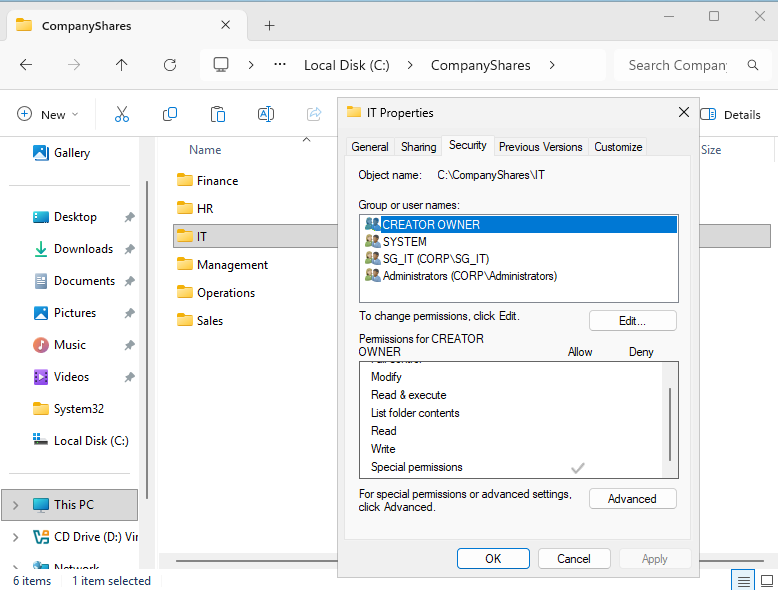 CompanyShares
Local Disk (C:) CompanyShares
Search Compan
New
Details
Gallery
Desktop
Downloads
Documents
Pictures
Music
Videos
System32
Local Disk (C:)
This PC
CD Drive (D:) Vir
Network
Name
Size
Finance
HR
IT
Management
Operations
Sales
6 items 1 item selected
IT Properties
General Sharing Security Previous Versions Customize
Object name: C:\CompanyShares\IT
Group or user names:
CREATOR OWNER
SYSTEM
SG_IT (CORP\SG_IT)
Administrators (CORP\Administrators)
To change permissions, click Edit.
Edit...
Permissions for CREATOR
OWNER Allow Deny
Full control
Modify
Read & execute
List folder contents
Read
Write
Special permissions
For special permissions or advanced settings,
click Advanced.
Advanced
OK Cancel Apply